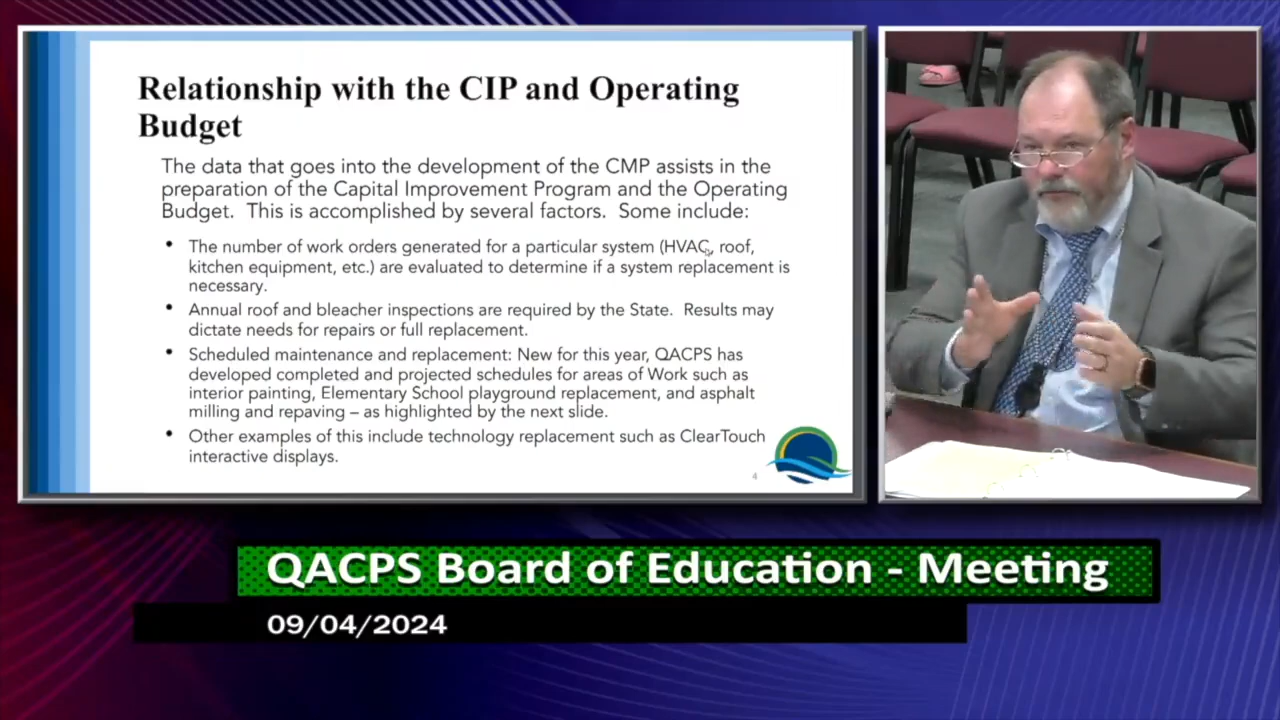 Relationship with the CIP and Operating
Budget
The data that goes into the development of the CMP assists in the
preparation of the Capital Improvement Program and the Operating
Budget. This is accomplished by several factors. Some include:
• The number of work orders generated for a particular system (HVAC, roof,
kitchen equipment, etc.) are evaluated to determine if a system replacement is
necessary.
• Annual roof and bleacher inspections are required by the State. Results may
dictate needs for repairs or full replacement.
• Scheduled maintenance and replacement: New for this year, QACPS has
developed completed and projected schedules for areas of Work such as
interior painting, Elementary School playground replacement, and asphalt
milling and repaving – as highlighted by the next slide.
• Other examples of this include technology replacement such as ClearTouch
interactive displays.
4
QACPS Board of Education - Meeting
09/04/2024